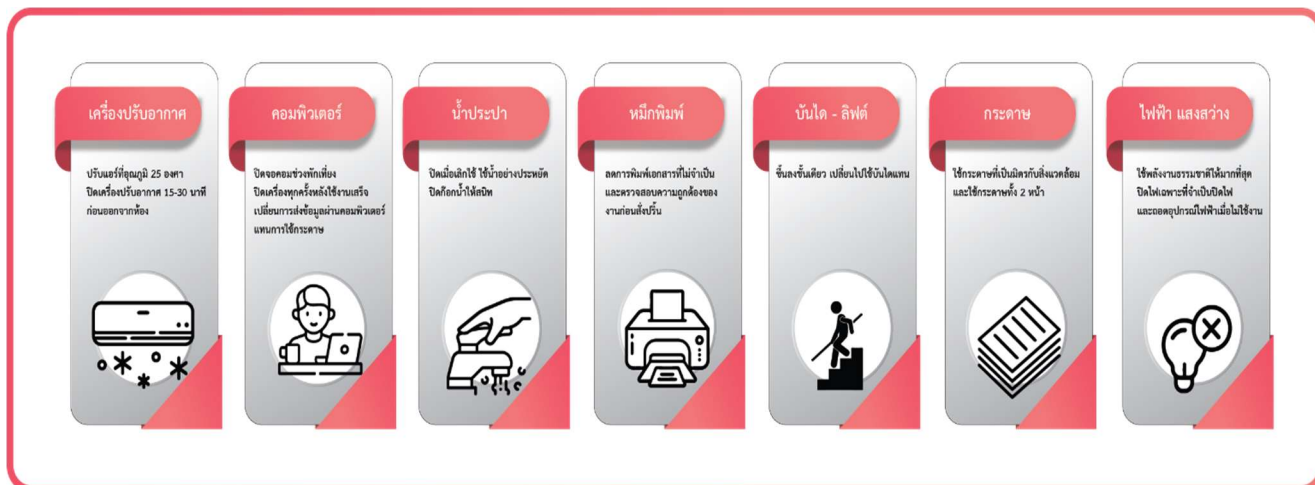 เครื่องปรับอากาศ
ปรับแอร์ที่อุณภูมิ 25 องศา
ปิดเครื่องปรับอากาศ 15-30 นาที
ก่อนออกจากห้อง
คอมพิวเตอร์
ปิดจอคอมช่วงพักเที่ยง
ปิดเครื่องทุกครั้งหลังใช้งานเสร็จ
เปลี่ยนการส่งข้อมูลผ่านคอมพิวเตอร์
แทนการใช้กระดาษ
น้ำประปา
ปิดเมื่อเลิกใช้ ใช้น้ำอย่างประหยัด
ปิดก๊อกน้ำให้สนิท
หมึกพิมพ์
ลดการพิมพ์เอกสารที่ไม่จำเป็น
และตรวจสอบความถูกต้องของ
งานก่อนสั่งปริ้น
บันได - ลิฟต์
ขึ้นลงชั้นเดียว เปลี่ยนไปใช้บันไดแทน
กระดาษ
ใช้กระดาษที่เป็นมิตรกับสิ่งแวดล้อม
และใช้กระดาษทั้ง 2 หน้า
ไฟฟ้า แสงสว่าง
ใช้พลังงานธรรมชาติให้มากที่สุด
ปิดไฟเฉพาะที่จำเป็นปิดไฟ
และถอดอุปกรณ์ไฟฟ้าเมื่อไม่ใช้งาน